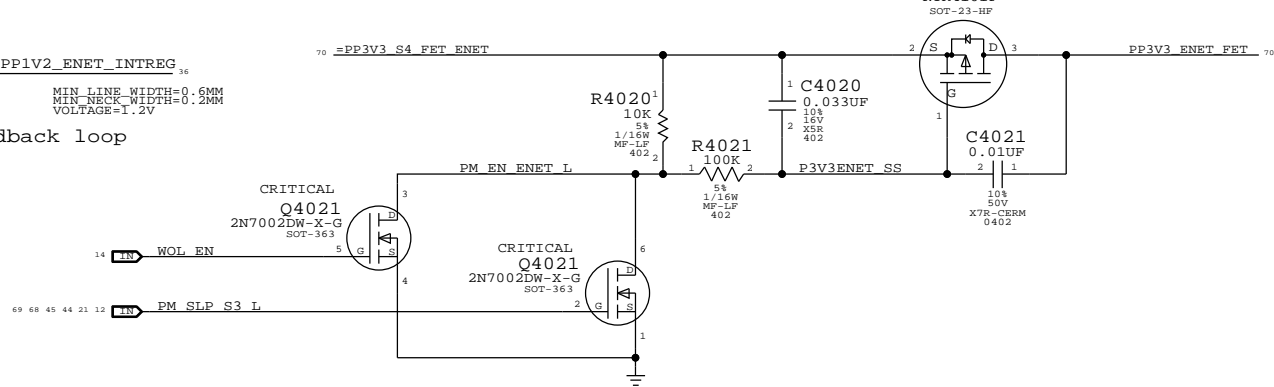 SOT-23-HF
70
=PP3V3_S4_FET_ENET
2
S
D
3
PP3V3_ENET_FET
70
G
1
PP1V2_ENET_INTREG
36
MIN_LINE_WIDTH=0.6MM
MIN_NECK_WIDTH=0.2MM
VOLTAGE=1.2V
dback loop
R4020
1
10K
5%
1/16W
MF-LF
402
2
1
C4020
0.033UF
10%
16V
X5R
402
2
R4021
1
100K
2
5%
1/16W
MF-LF
402
PM_EN_ENET_L
P3V3ENET_SS
C4021
0.01UF
2
1
10%
50V
X7R-CERM
0402
CRITICAL
Q4021
2N7002DW-X-G
SOT-363
3
D
5
G
S
4
14
IN
WOL_EN
CRITICAL
Q4021
2N7002DW-X-G
SOT-363
6
D
2
G
S
1
69 68 45 44 21 12
IN
PM_SLP_S3_L